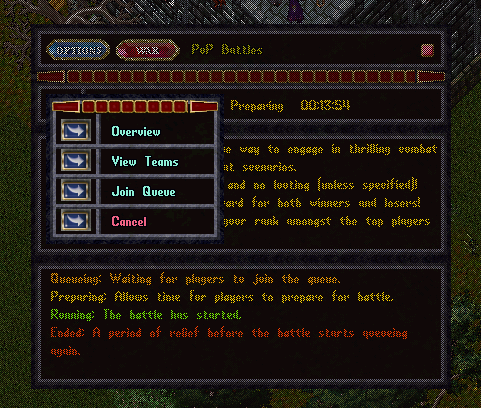 OPTIONS WAR PoP Battles
Preparing 00:13:54
Overview
View Teams
Join Queue
Cancel
way to engage in thrilling combat
scenarios.
and no looting (unless specified)!
for both winners and losers!
your rank amongst the top players
Queueing: Waiting for players to join the queue.
Preparing: Allows time for players to prepare for battle.
Running: The battle has started.
Ended: A period of relief before the battle starts queueing
again.